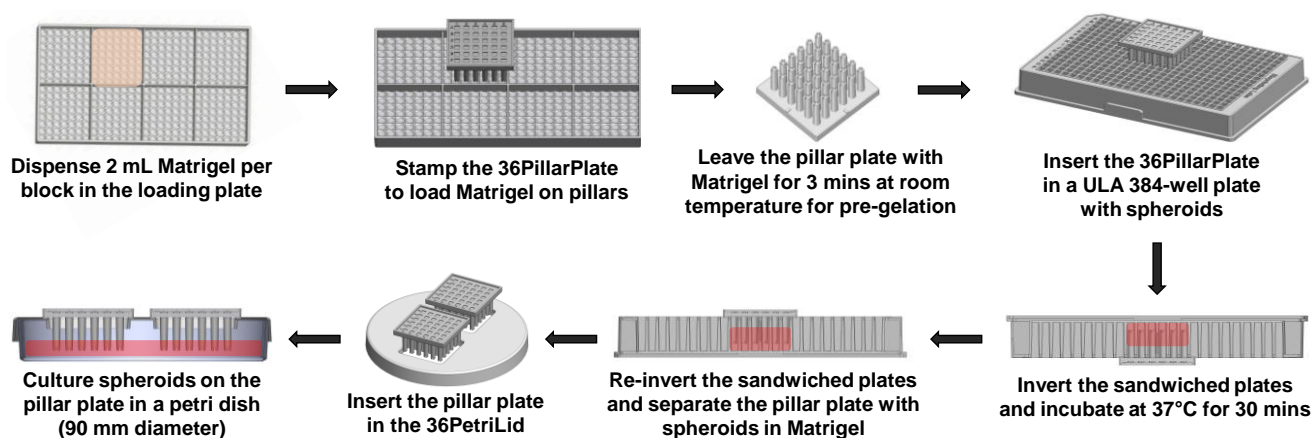 Dispense 2 mL Matrigel per
block in the loading plate
Stamp the 36PillarPlate
to load Matrigel on pillars
Leave the pillar plate with
Matrigel for 3 mins at room
temperature for pre-gelation
Insert the 36PillarPlate
in a ULA 384-well plate
with spheroids
Invert the sandwiched plates
and incubate at 37°C for 30 mins
Re-invert the sandwiched plates
and separate the pillar plate with
spheroids in Matrigel
Insert the pillar plate
in the 36PetriLid
Culture spheroids on the
pillar plate in a petri dish
(90 mm diameter)